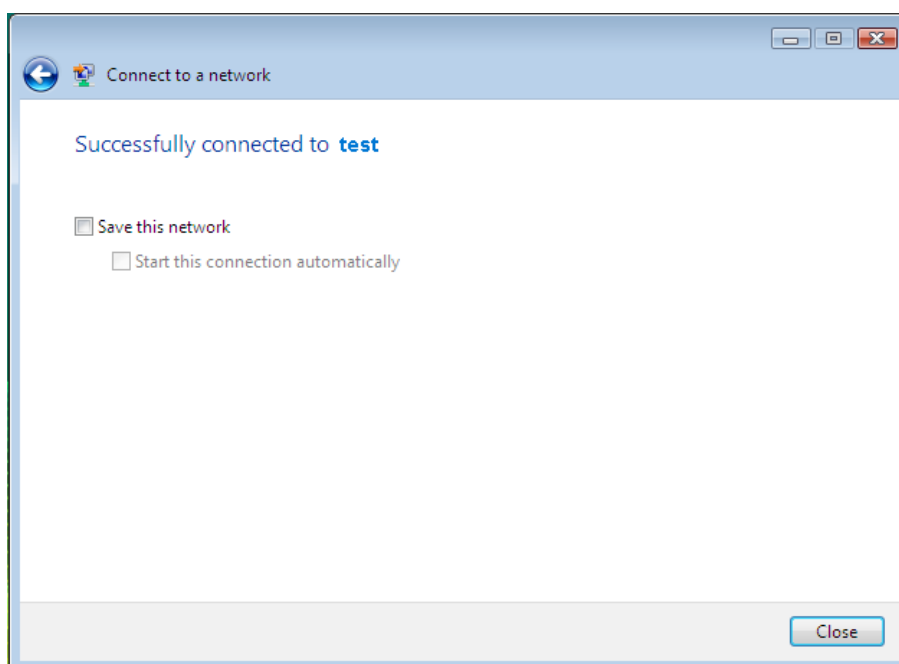 Connect to a network
Successfully connected to test
Save this network
Start this connection automatically
Close